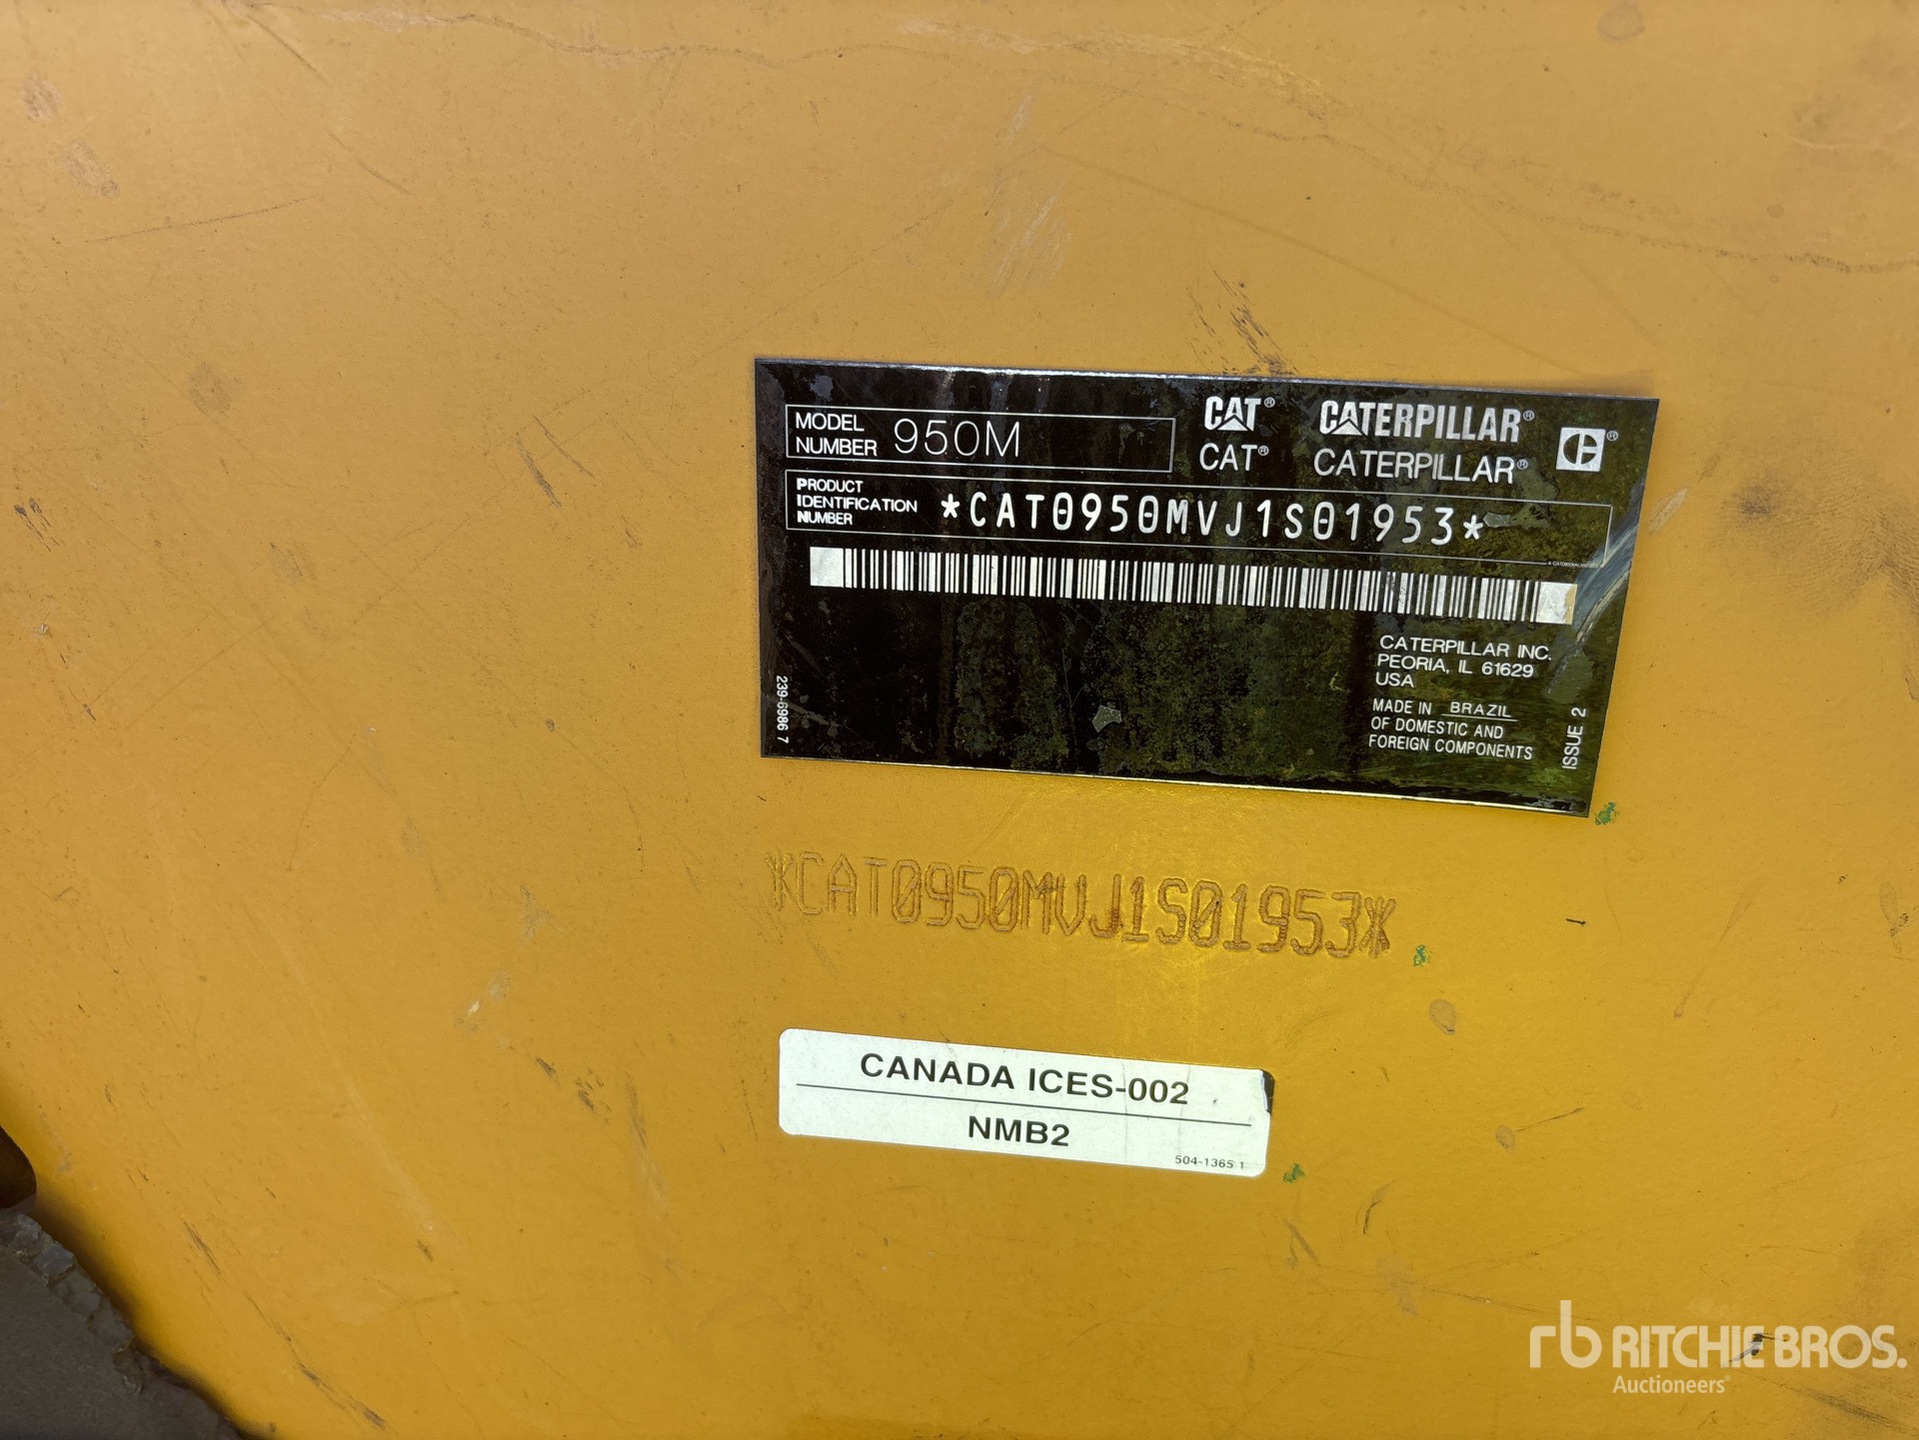 MODEL NUMBER 950M
CAT® CATERPILLAR®
CAT® CATERPILLAR®
PRODUCT IDENTIFICATION NUMBER *CAT0950MVJ1S01953*
CATERPILLAR INC.
PEORIA, IL 61629
USA
MADE IN BRAZIL
OF DOMESTIC AND
FOREIGN COMPONENTS
ISSUE 2
239-6986 7
*CAT0950MVJ1S01953*
CANADA ICES-002
NMB2
504-1365 1
rb RITCHIE BROS.
Auctioneers